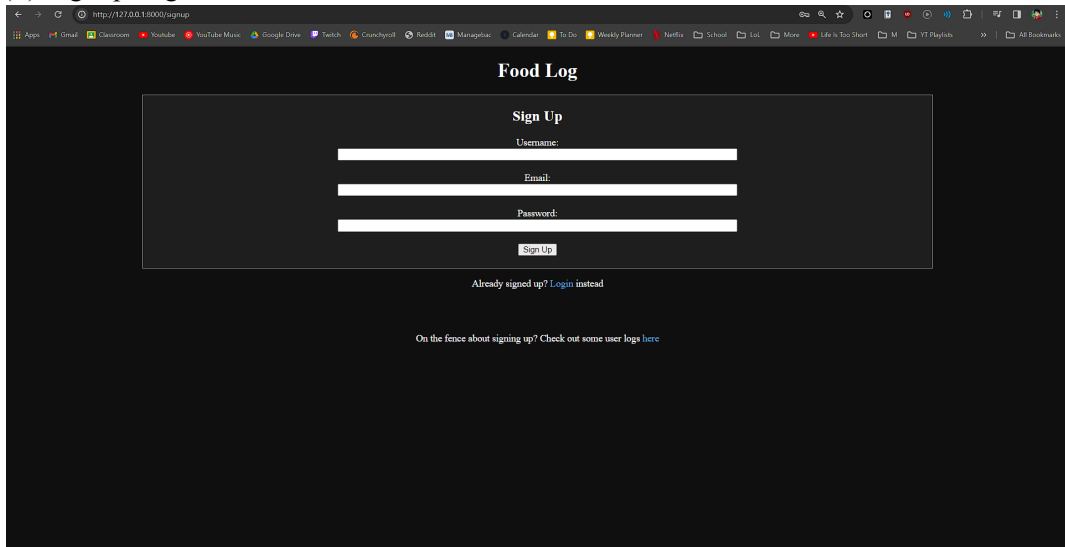 http://127.0.0.1:8000/signup
Apps Gmail Classroom Youtube YouTube Music Google Drive Twitch Crunchyroll Reddit Managebac Calendar To Do Weekly Planner Netflix School LoL More Life Is Too Short M YT Playlists » All Bookmarks
Food Log
Sign Up
Username:
Email:
Password:
Sign Up
Already signed up? Login instead
On the fence about signing up? Check out some user logs here